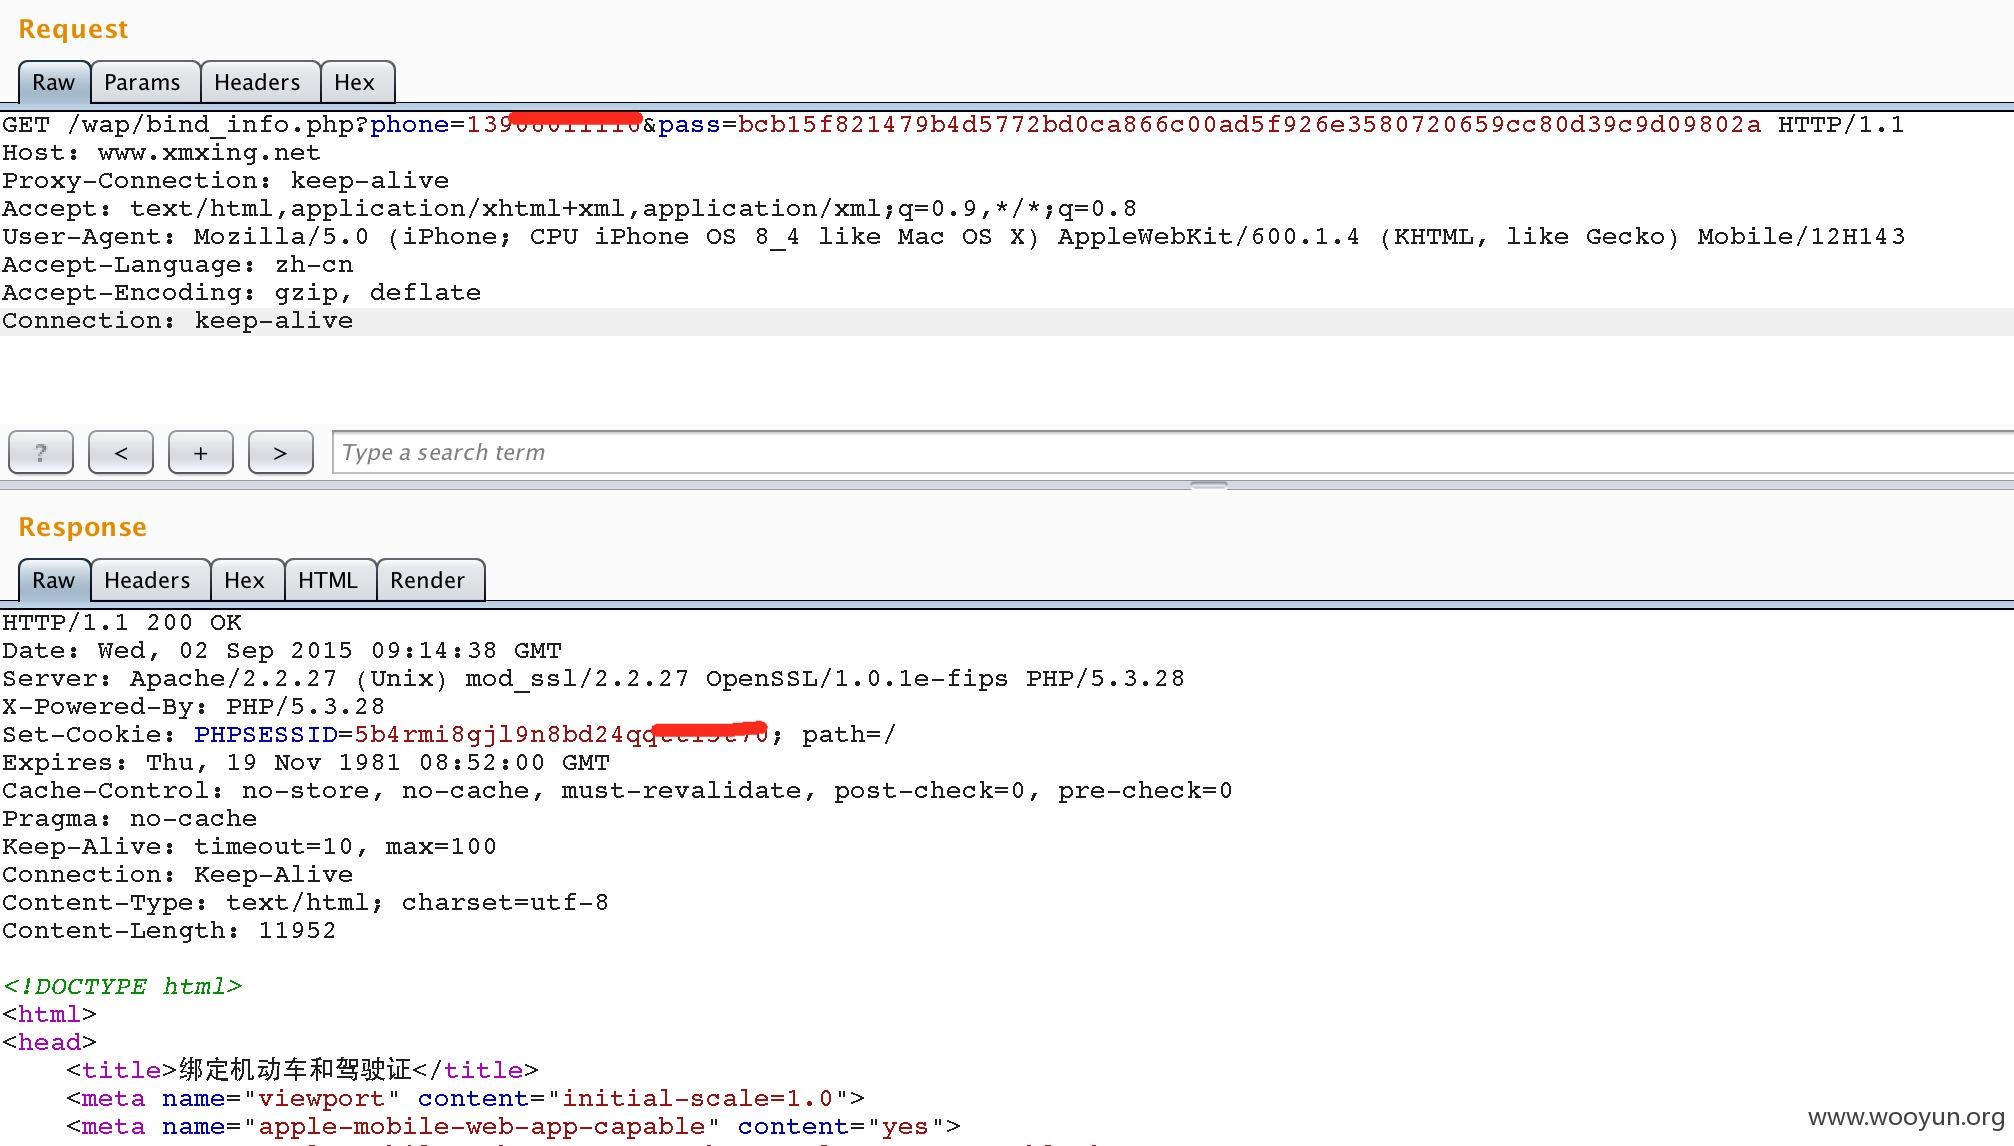 Request
Raw Params Headers Hex
GET /wap/bind_info.php?phone=139&pass=bcb15f821479b4d5772bd0ca866c00ad5f926e3580720659cc80d39c9d09802a HTTP/1.1
Host: www.xmxing.net
Proxy-Connection: keep-alive
Accept: text/html,application/xhtml+xml,application/xml;q=0.9,*/*;q=0.8
User-Agent: Mozilla/5.0 (iPhone; CPU iPhone OS 8_4 like Mac OS X) AppleWebKit/600.1.4 (KHTML, like Gecko) Mobile/12H143
Accept-Language: zh-cn
Accept-Encoding: gzip, deflate
Connection: keep-alive
? < + > Type a search term
Response
Raw Headers Hex HTML Render
HTTP/1.1 200 OK
Date: Wed, 02 Sep 2015 09:14:38 GMT
Server: Apache/2.2.27 (Unix) mod_ssl/2.2.27 OpenSSL/1.0.1e-fips PHP/5.3.28
X-Powered-By: PHP/5.3.28
Set-Cookie: PHPSESSID=5b4rmi8gjl9n8bd24qq; path=/
Expires: Thu, 19 Nov 1981 08:52:00 GMT
Cache-Control: no-store, no-cache, must-revalidate, post-check=0, pre-check=0
Pragma: no-cache
Keep-Alive: timeout=10, max=100
Connection: Keep-Alive
Content-Type: text/html; charset=utf-8
Content-Length: 11952
<!DOCTYPE html>
<html>
<head>
<title>绑定机动车和驾驶证</title>
<meta name="viewport" content="initial-scale=1.0">
<meta name="apple-mobile-web-app-capable" content="yes">
www.wooyun.org